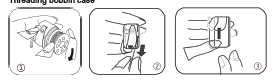 Threading bobbin case
① ② ③